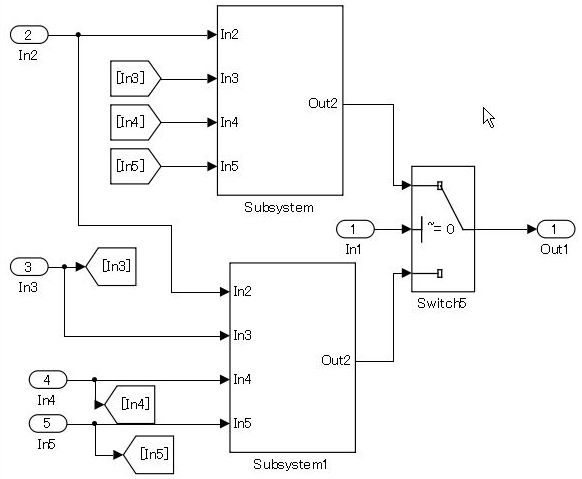 2
In2
In2
[In3]
In3
[In4]
In4
[In5]
In5
Out2
Subsystem
1
In1
~= 0
Switch5
1
Out1
3
In3
[In3]
In2
In3
4
In4
[In4]
In4
5
In5
[In5]
In5
Out2
Subsystem1